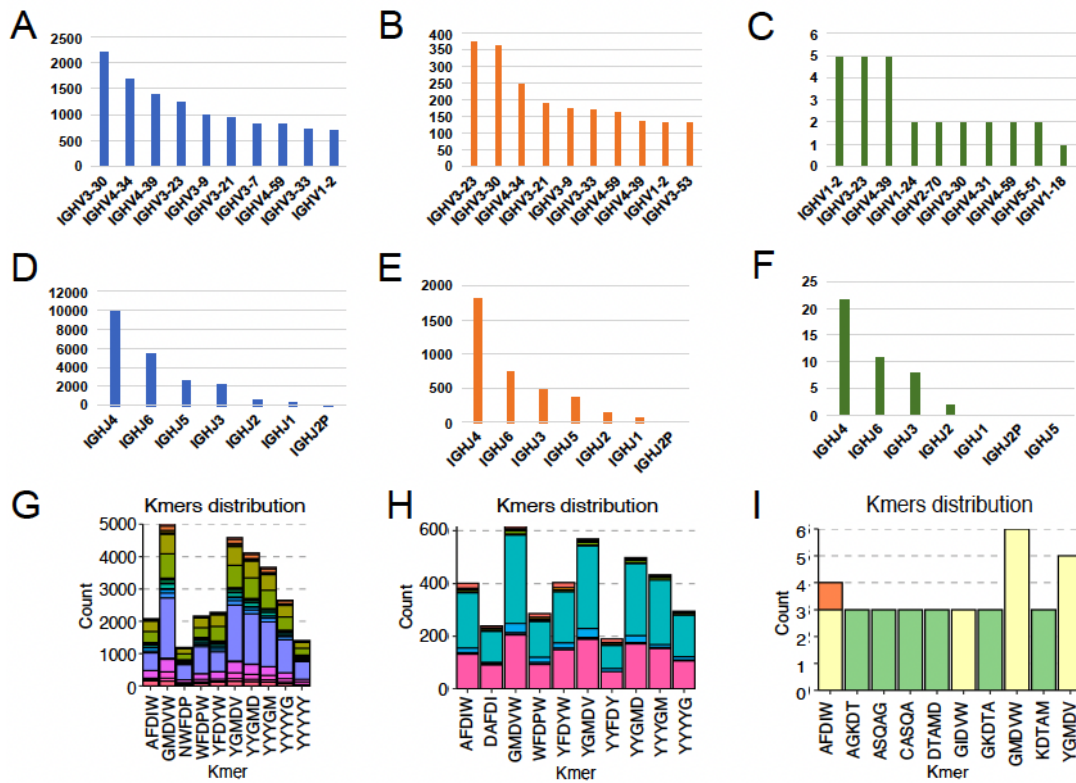 A
2500
2000
1500
1000
500
0
IGHV3-30
IGHV4-34
IGHV4-39
IGHV3-23
IGHV3-9
IGHV3-21
IGHV3-7
IGHV4-59
IGHV3-33
IGHV1-2
B
400
350
300
250
200
150
100
50
0
IGHV3-23
IGHV3-30
IGHV4-34
IGHV3-21
IGHV3-9
IGHV3-33
IGHV4-59
IGHV4-39
IGHV1-2
IGHV3-53
C
6
5
4
3
2
1
0
IGHV1-2
IGHV3-23
IGHV4-39
IGHV1-24
IGHV2-70
IGHV3-30
IGHV4-31
IGHV4-59
IGHV5-51
IGHV1-18
D
12000
10000
8000
6000
4000
2000
0
IGHJ4
IGHJ6
IGHJ5
IGHJ3
IGHJ2
IGHJ1
IGHJ2P
E
2000
1500
1000
500
0
IGHJ4
IGHJ6
IGHJ3
IGHJ5
IGHJ2
IGHJ1
IGHJ2P
F
25
20
15
10
5
0
IGHJ4
IGHJ6
IGHJ3
IGHJ2
IGHJ1
IGHJ2P
IGHJ5
G
Kmers distribution
Count
5000
4000
3000
2000
1000
0
AFDIW
GMDVW
NWFDP
WFDPW
YFDYW
YGMDV
YYGMD
YYYGM
YYYYG
YYYYY
Kmer
H
Kmers distribution
Count
600
400
200
0
AFDIW
DAFDI
GMDVW
WFDPW
YFDYW
YGMDV
YYFDY
YYGMD
YYYGM
YYYYG
Kmer
I
Kmers distribution
Count
6
5
4
3
2
1
0
AFDIW
AGKDT
ASQAG
CASQA
DTAMD
GIDVW
GKDTA
GMDVW
KDTAM
YGMDV
Kmer